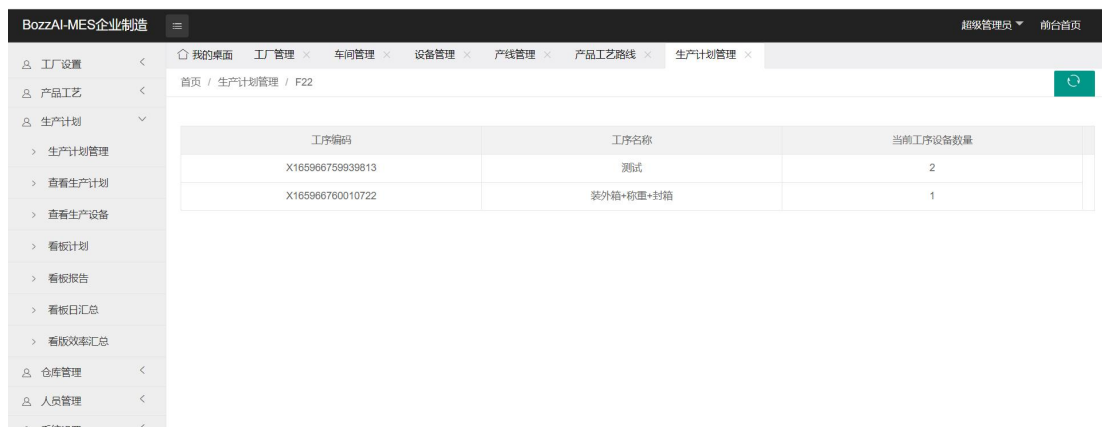 BozzAI-MES企业制造
超级管理员 前台首页
我的桌面 工厂管理 车间管理 设备管理 产线管理 产品工艺路线 生产计划管理
首页 / 生产计划管理 / F22
工厂设置
产品工艺
生产计划
生产计划管理
查看生产计划
查看生产设备
看板计划
看板报告
看板日汇总
看版效率汇总
仓库管理
人员管理
工序编码 工序名称 当前工序设备数量
X165966759939813 测试 2
X165966760010722 装外箱+称重+封箱 1